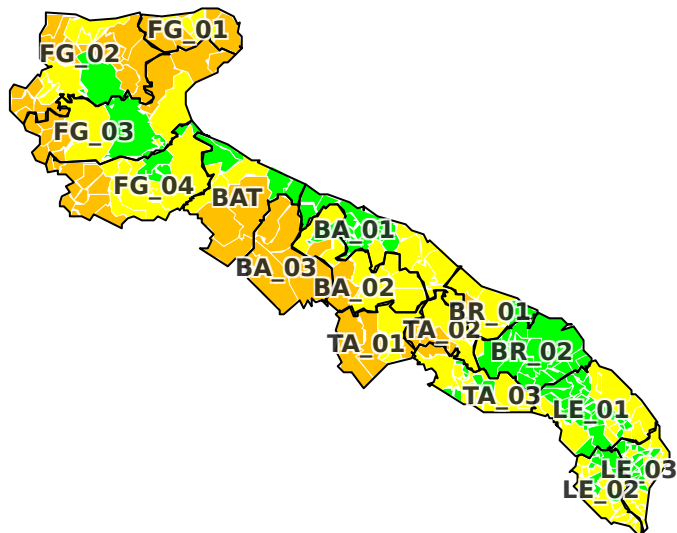 FG_01
FG_02
FG_03
FG_04
BAT
BA_01
BA_03
BA_02
BR_01
TA_02
TA_01
BR_02
TA_03
LE_01
LE_03
LE_02